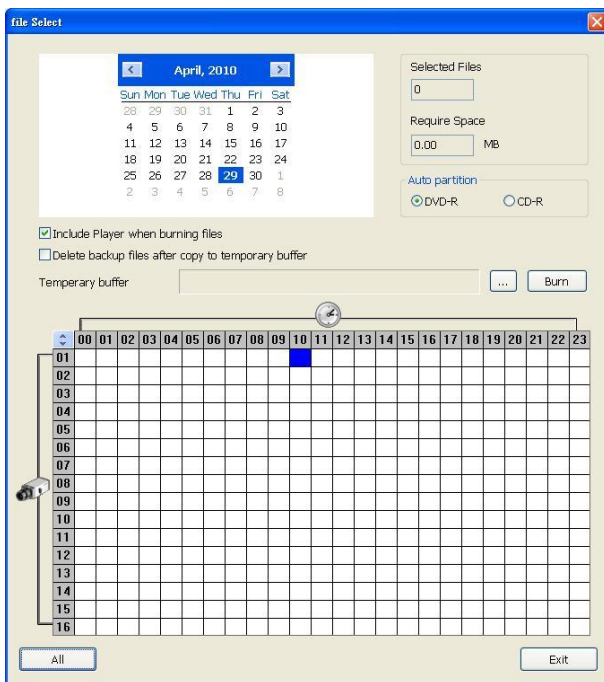 file Select
April, 2010
Sun Mon Tue Wed Thu Fri Sat
28 29 30 31 1 2 3
4 5 6 7 8 9 10
11 12 13 14 15 16 17
18 19 20 21 22 23 24
25 26 27 28 29 30 1
2 3 4 5 6 7 8
Selected Files
0
Require Space
0.00 MB
Auto partition
DVD-R CD-R
Include Player when burning files
Delete backup files after copy to temporary buffer
Temperary buffer ... Burn
00 01 02 03 04 05 06 07 08 09 10 11 12 13 14 15 16 17 18 19 20 21 22 23
01
02
03
04
05
06
07
08
09
10
11
12
13
14
15
16
All Exit